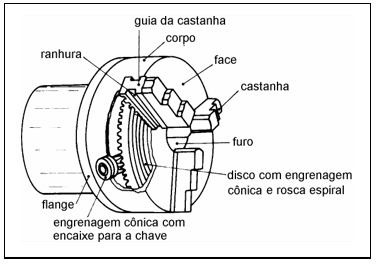 guia da castanha
corpo
ranhura
face
castanha
furo
disco com engrenagem
cônica e rosca espiral
flange
engrenagem cônica com
encaixe para a chave